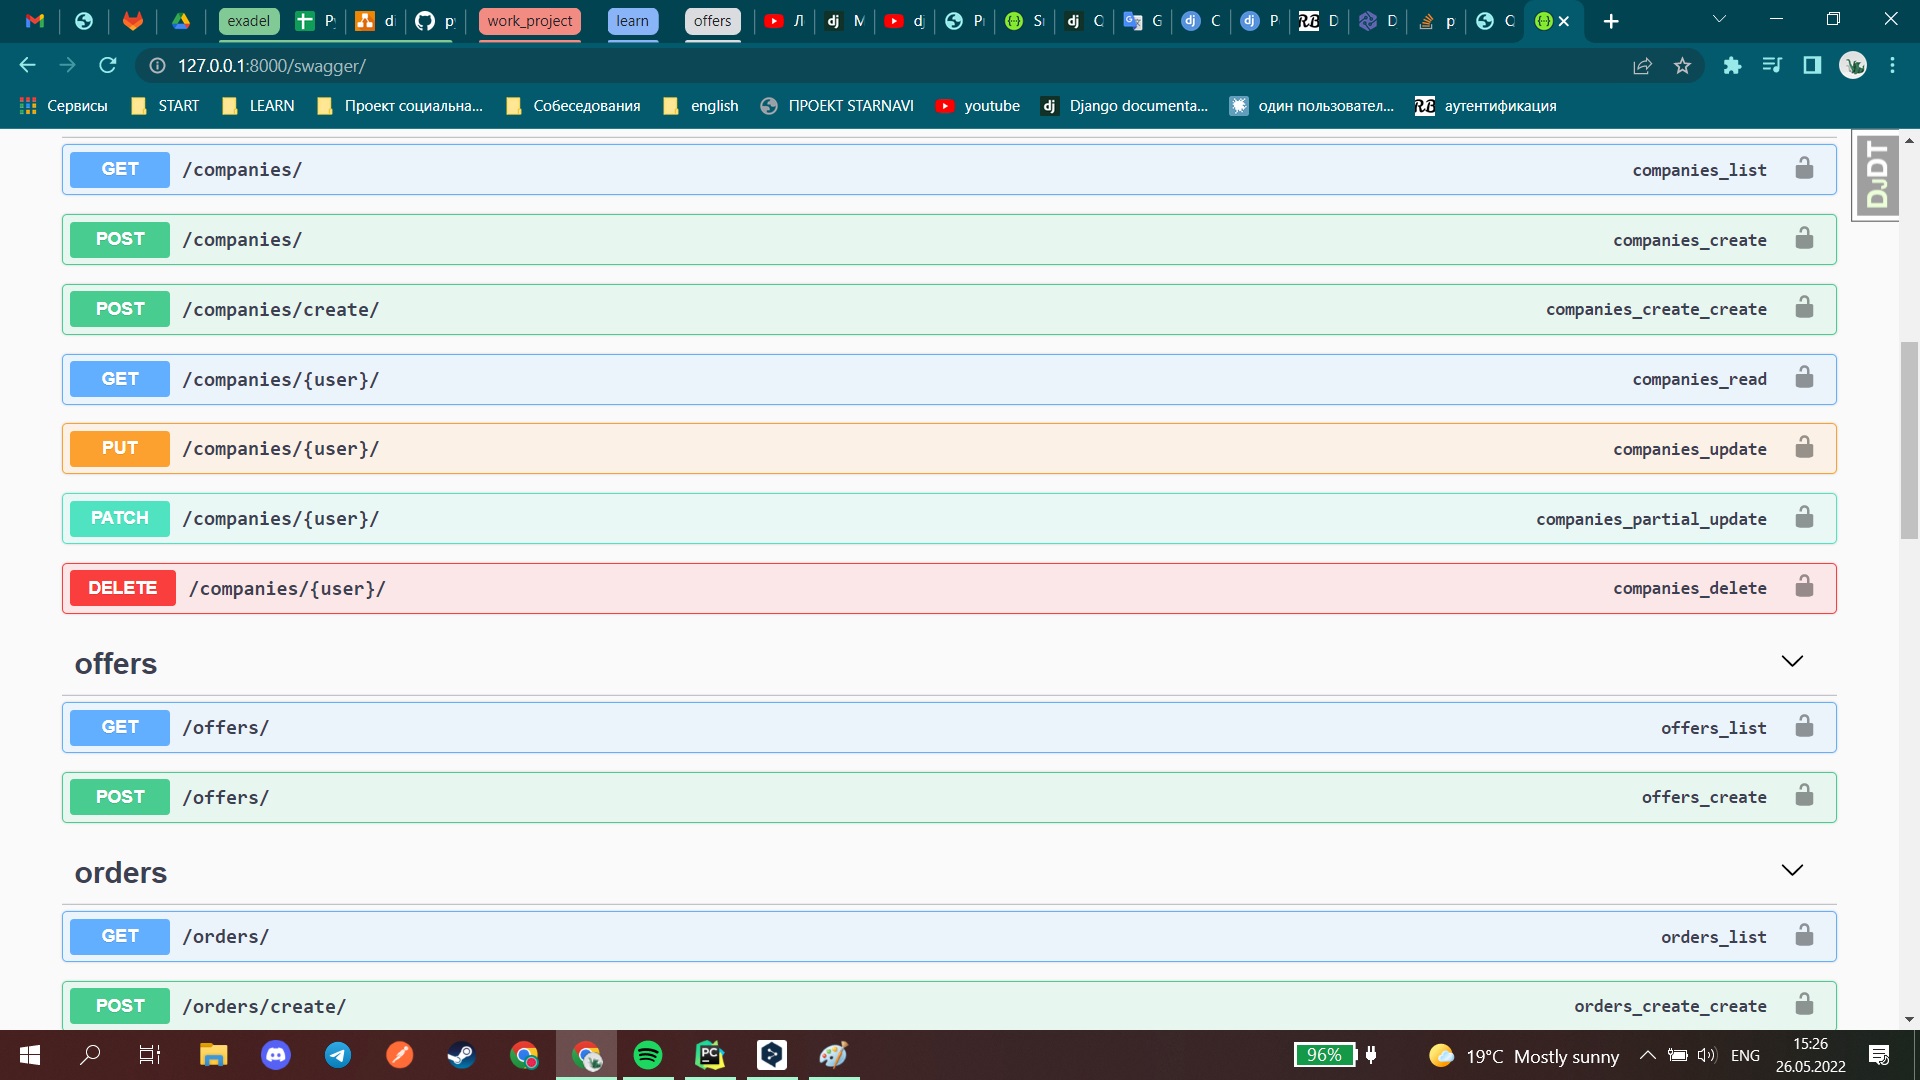 exadel
work_project
learn
offers
127.0.0.1:8000/swagger/
Сервисы START LEARN Проект социальна... Собеседования english ПРОЕКТ STARNAVI youtube Django documenta... один пользовател... аутентификация
DjDT
GET /companies/ companies_list
POST /companies/ companies_create
POST /companies/create/ companies_create_create
GET /companies/{user}/ companies_read
PUT /companies/{user}/ companies_update
PATCH /companies/{user}/ companies_partial_update
DELETE /companies/{user}/ companies_delete
offers
GET /offers/ offers_list
POST /offers/ offers_create
orders
GET /orders/ orders_list
POST /orders/create/ orders_create_create
96% 19°C Mostly sunny ENG 15:26
26.05.2022